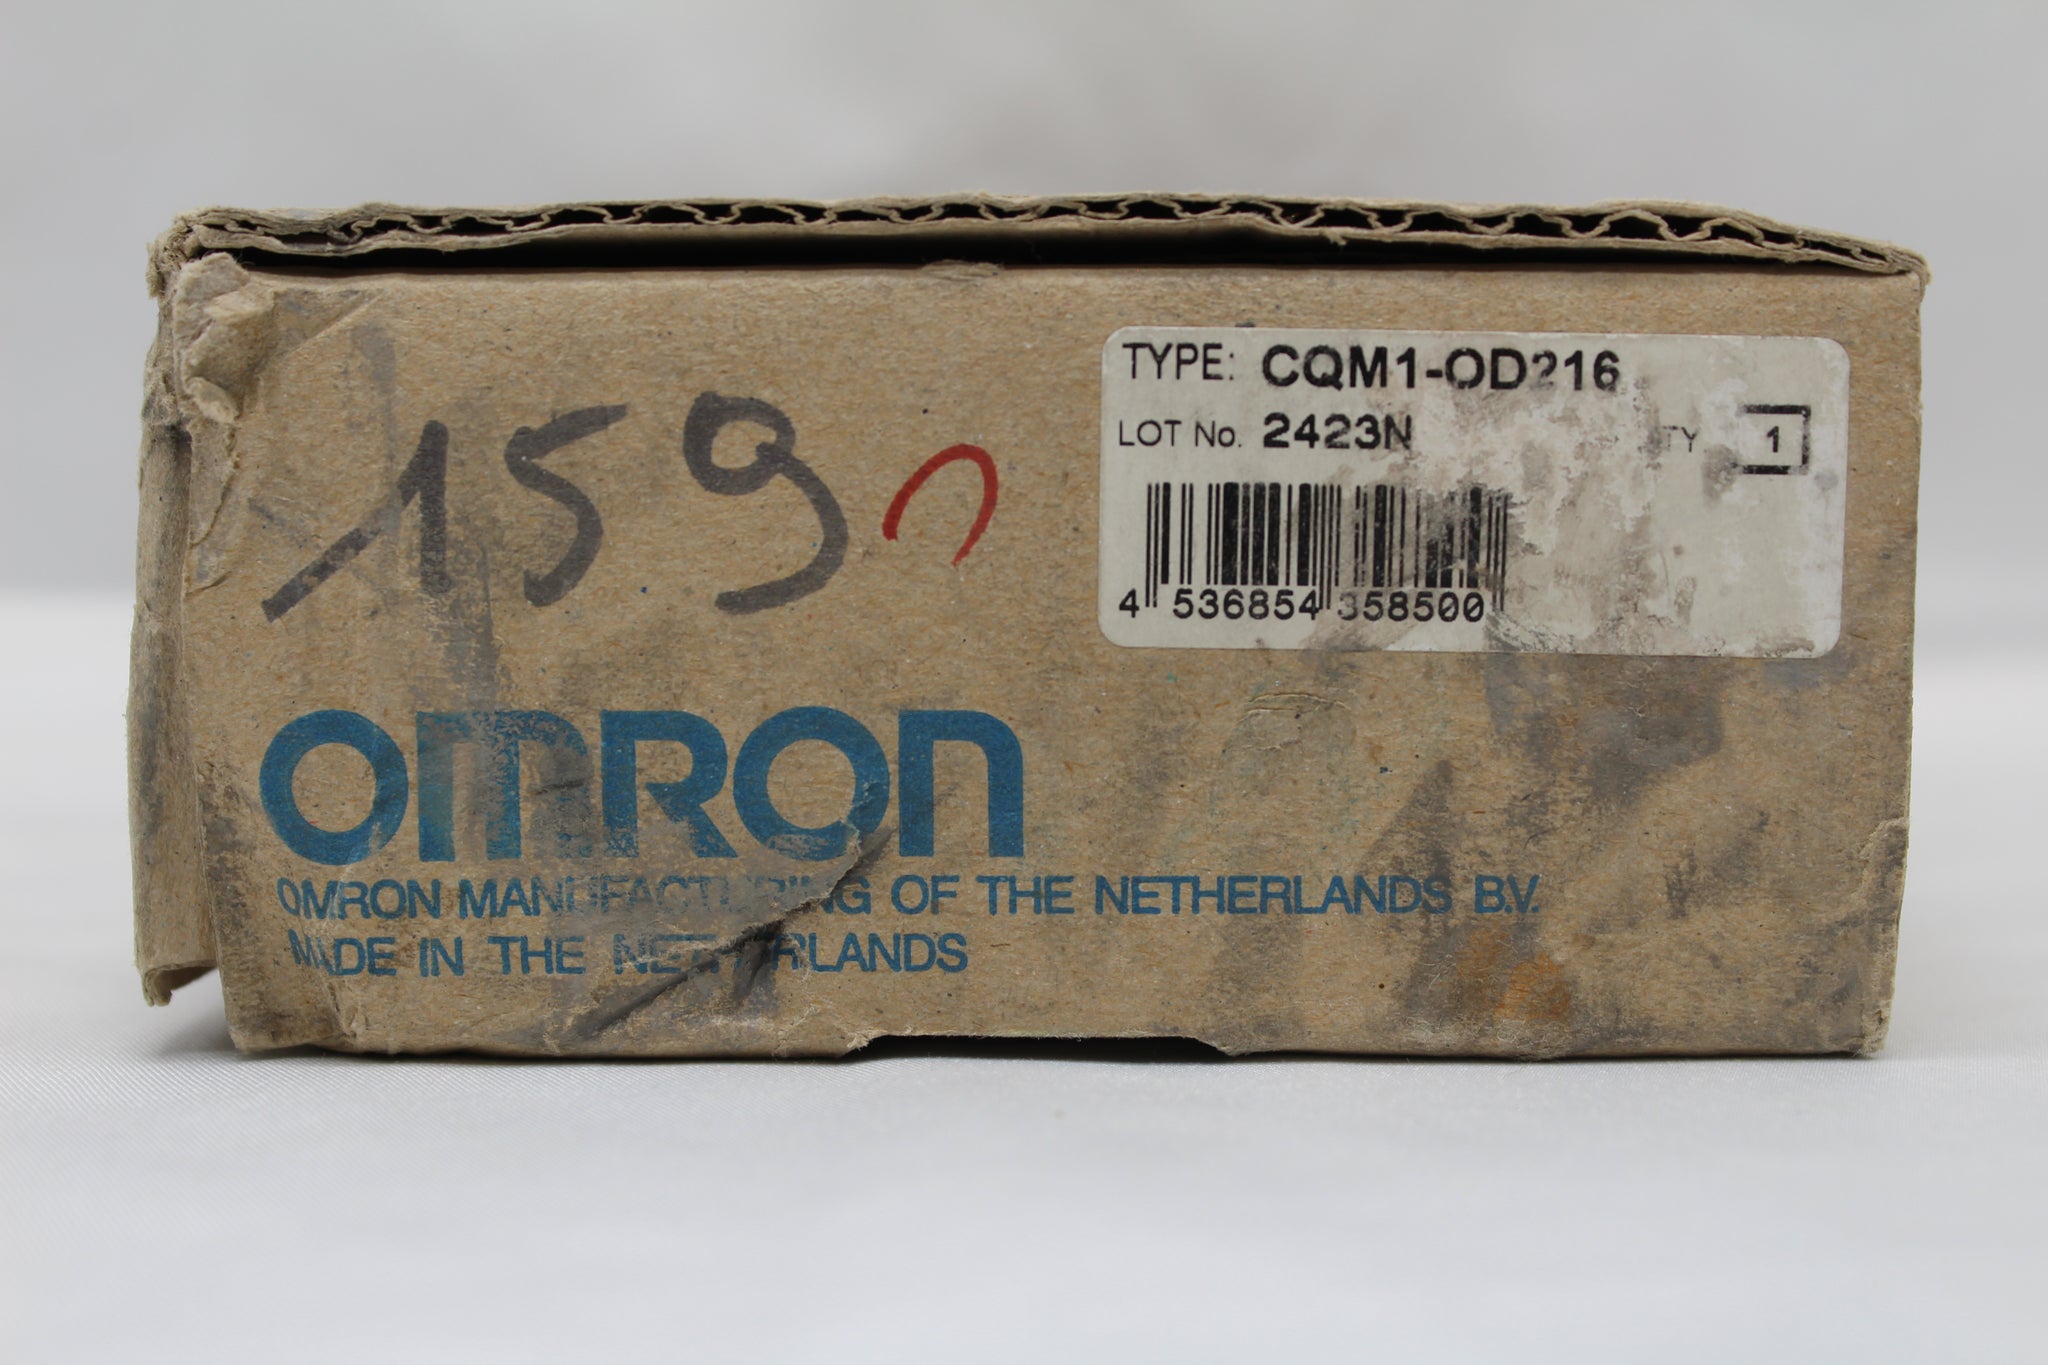 TYPE: CQM1-OD216
LOT No. 2423N
1
4 536854 358500
159
OMRON
OMRON MANUFACTURING OF THE NETHERLANDS B.V.
MADE IN THE NETHERLANDS